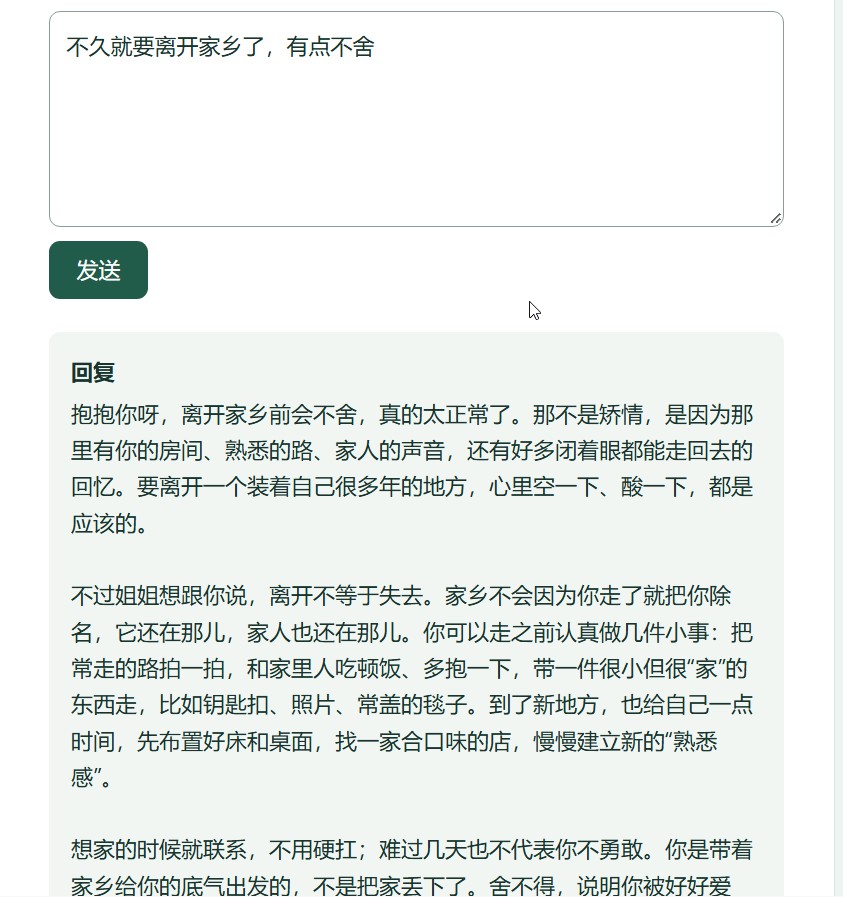 不久就要离开家乡了，有点不舍
发送
回复
抱抱你呀，离开家乡前会不舍，真的太正常了。那不是矫情，是因为那
里有你的房间、熟悉的路、家人的声音，还有好多闭着眼都能走回去的
回忆。要离开一个装着自己很多年的地方，心里空一下、酸一下，都是
应该的。
不过姐姐想跟你说，离开不等于失去。家乡不会因为你走了就把你除
名，它还在那儿，家人也还在那儿。你可以走之前认真做几件小事：把
常走的路拍一拍，和家里人吃顿饭、多抱一下，带一件很小但很“家”的
东西走，比如钥匙扣、照片、常盖的毯子。到了新地方，也给自己一点
时间，先布置好床和桌面，找一家合口味的店，慢慢建立新的“熟悉
感”。
想家的时候就联系，不用硬扛；难过几天也不代表你不勇敢。你是带着
家乡给你的底气出发的，不是把家丢下了。舍不得，说明你被好好爱